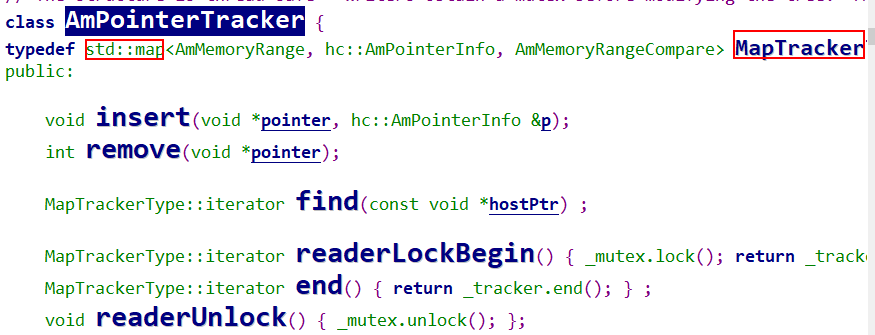 class AmPointerTracker {
typedef std::map<AmMemoryRange, hc::AmPointerInfo, AmMemoryRangeCompare> MapTracker
public:
void insert(void *pointer, hc::AmPointerInfo &p);
int remove(void *pointer);
MapTrackerType::iterator find(const void *hostPtr) ;
MapTrackerType::iterator readerLockBegin() { _mutex.lock(); return _tracke
MapTrackerType::iterator end() { return _tracker.end(); } ;
void readerUnlock() { _mutex.unlock(); };